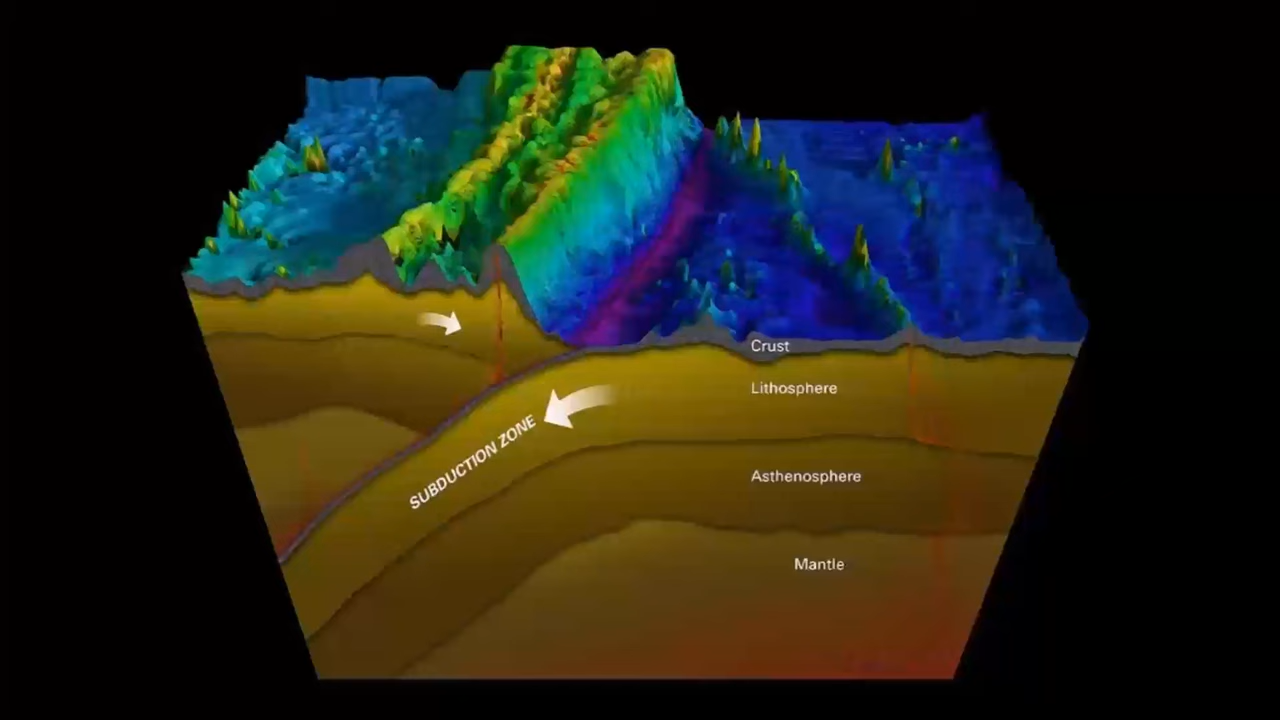 Crust
Lithosphere
SUBDUCTION ZONE
Asthenosphere
Mantle